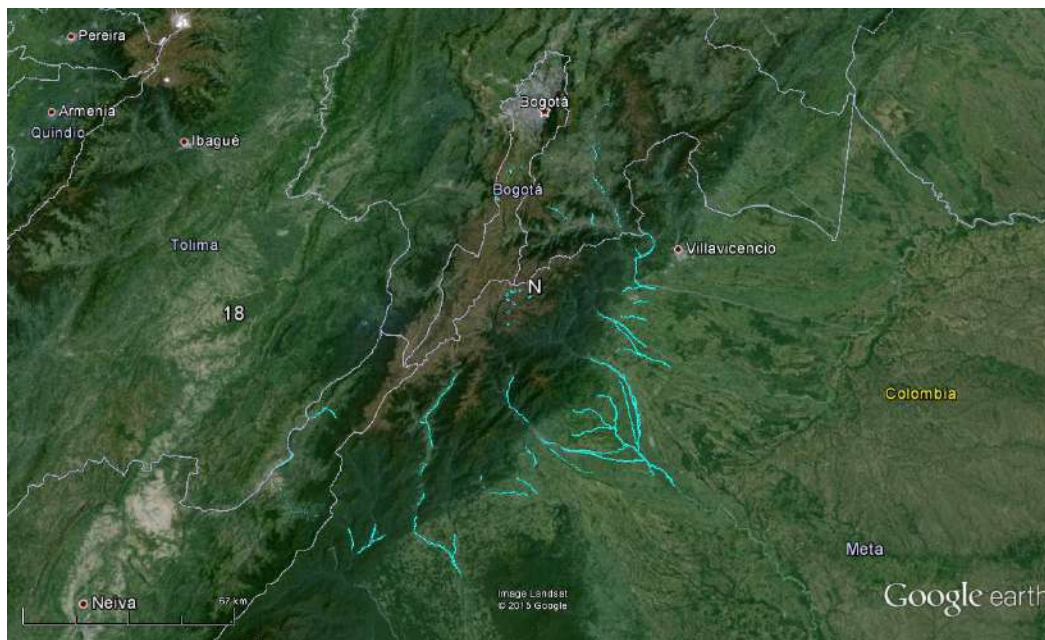 Pereira
Bogotá
Armenia
Quindio
Ibagué
Bogotá
Tolima
Villavicencio
N
18
Colombia
Meta
Neiva
67 km
Image Landsat
© 2015 Google
Google earth